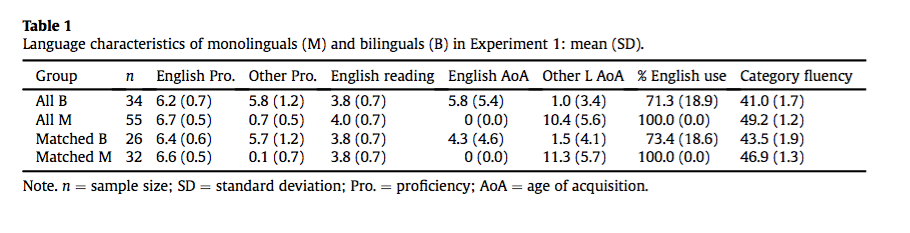 Table 1
Language characteristics of monolinguals (M) and bilinguals (B) in Experiment 1: mean (SD).
Group n English Pro. Other Pro. English reading English AoA Other L AoA % English use Category fluency
All B 34 6.2 (0.7) 5.8 (1.2) 3.8 (0.7) 5.8 (5.4) 1.0 (3.4) 71.3 (18.9) 41.0 (1.7)
All M 55 6.7 (0.5) 0.7 (0.5) 4.0 (0.7) 0 (0.0) 10.4 (5.6) 100.0 (0.0) 49.2 (1.2)
Matched B 26 6.4 (0.6) 5.7 (1.2) 3.8 (0.7) 4.3 (4.6) 1.5 (4.1) 73.4 (18.6) 43.5 (1.9)
Matched M 32 6.6 (0.5) 0.1 (0.7) 3.8 (0.7) 0 (0.0) 11.3 (5.7) 100.0 (0.0) 46.9 (1.3)
Note. n = sample size; SD = standard deviation; Pro. = proficiency; AoA = age of acquisition.